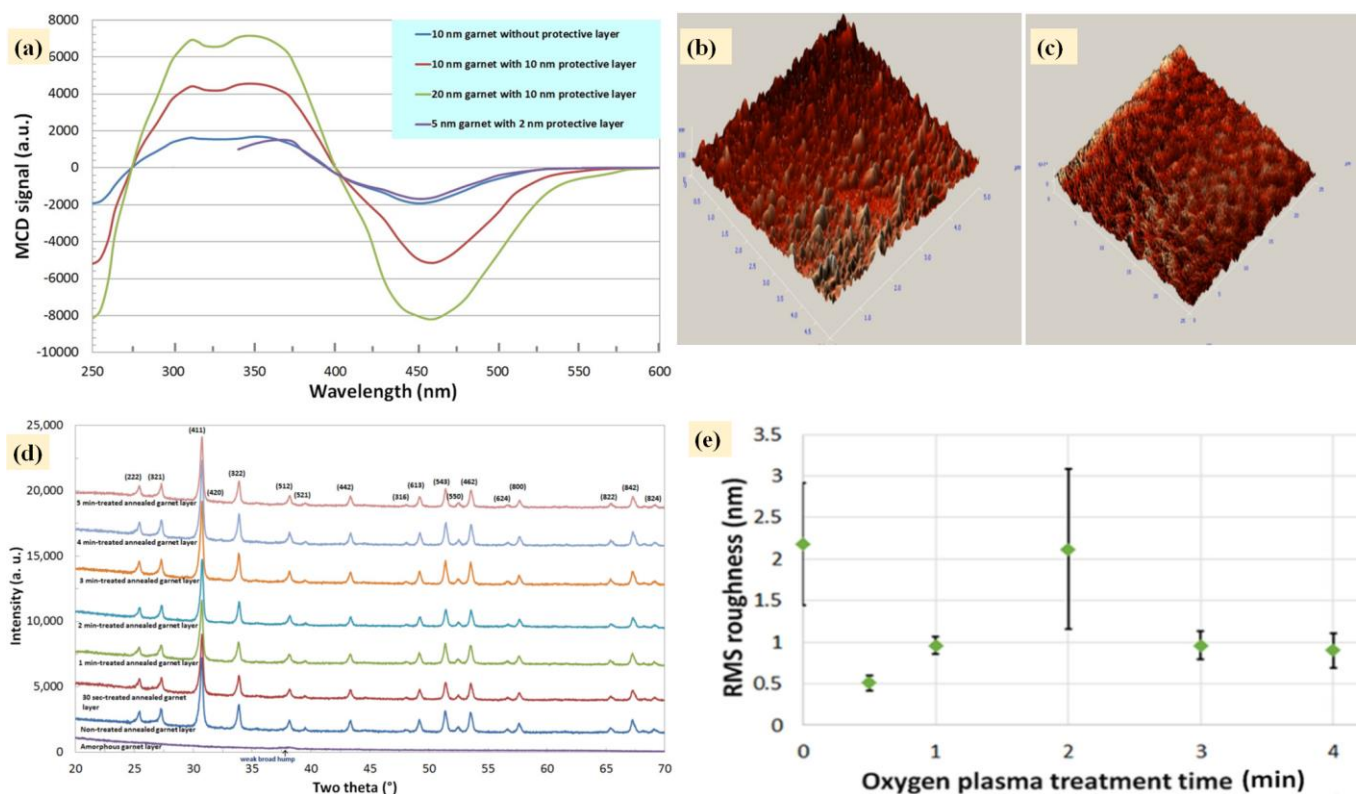 (a)
8000
6000
4000
2000
0
-2000
-4000
-6000
-8000
-10000
MCD signal (a.u.)
10 nm garnet without protective layer
10 nm garnet with 10 nm protective layer
20 nm garnet with 10 nm protective layer
5 nm garnet with 2 nm protective layer
250 300 350 400 450 500 550 600
Wavelength (nm)
(b)
(c)
(d)
25,000
20,000
15,000
10,000
5,000
0
Intensity (a. u.)
(222) (321) (411) (420) (322) (512) (521) (442) (316) (613) (543) (550) (462) (624) (800) (822) (842) (824)
5 min-treated annealed garnet layer
4 min-treated annealed garnet layer
3 min-treated annealed garnet layer
2 min-treated annealed garnet layer
1 min-treated annealed garnet layer
30 sec-treated annealed garnet
layer
Non-treated annealed garnet layer
Amorphous garnet layer
weak broad hump
20 25 30 35 40 45 50 55 60 65 70
Two theta (°)
(e)
3.5
3
2.5
2
1.5
1
0.5
0
RMS roughness (nm)
0 1 2 3 4
Oxygen plasma treatment time (min)